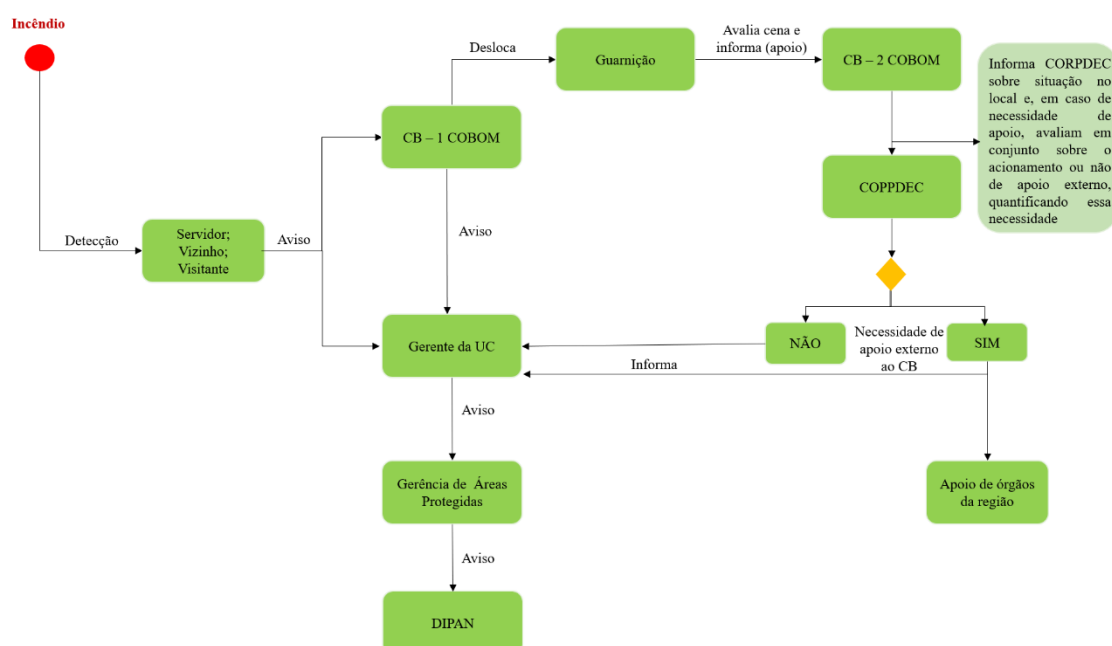 Incêndio
Detecção
Servidor;
Vizinho;
Visitante
Aviso
CB – 1 COBOM
Desloca
Guarnição
Avalia cena e
informa (apoio)
CB – 2 COBOM
Informa CORPDEC
sobre situação no
local e, em caso de
necessidade de
apoio, avaliam em
conjunto sobre o
acionamento ou não
de apoio externo,
quantificando essa
necessidade
COPPDEC
Aviso
Gerente da UC
NÃO
Necessidade de
apoio externo
ao CB
SIM
Informa
Aviso
Gerência de Áreas
Protegidas
Apoio de órgãos
da região
Aviso
DIPAN